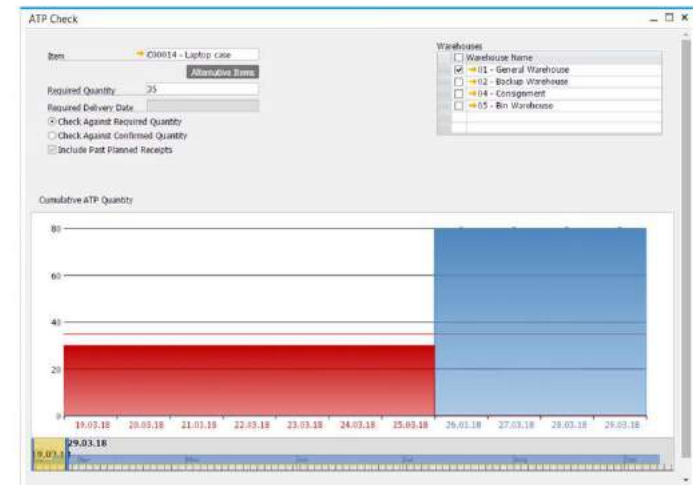 ATP Check
Item
C00014 - Laptop case
Alternative Items
Required Quantity
35
Required Delivery Date
Check Against Required Quantity
Check Against Confirmed Quantity
Include Past Planned Receipts
Warehouses
Warehouse Name
01 - General Warehouse
02 - Backup Warehouse
04 - Consignment
05 - Bin Warehouse
Cumulative ATP Quantity
80
60
40
20
0
19.03.18 20.03.18 21.03.18 22.03.18 23.03.18 24.03.18 25.03.18 26.03.18 27.03.18 28.03.18 29.03.18
29.03.18